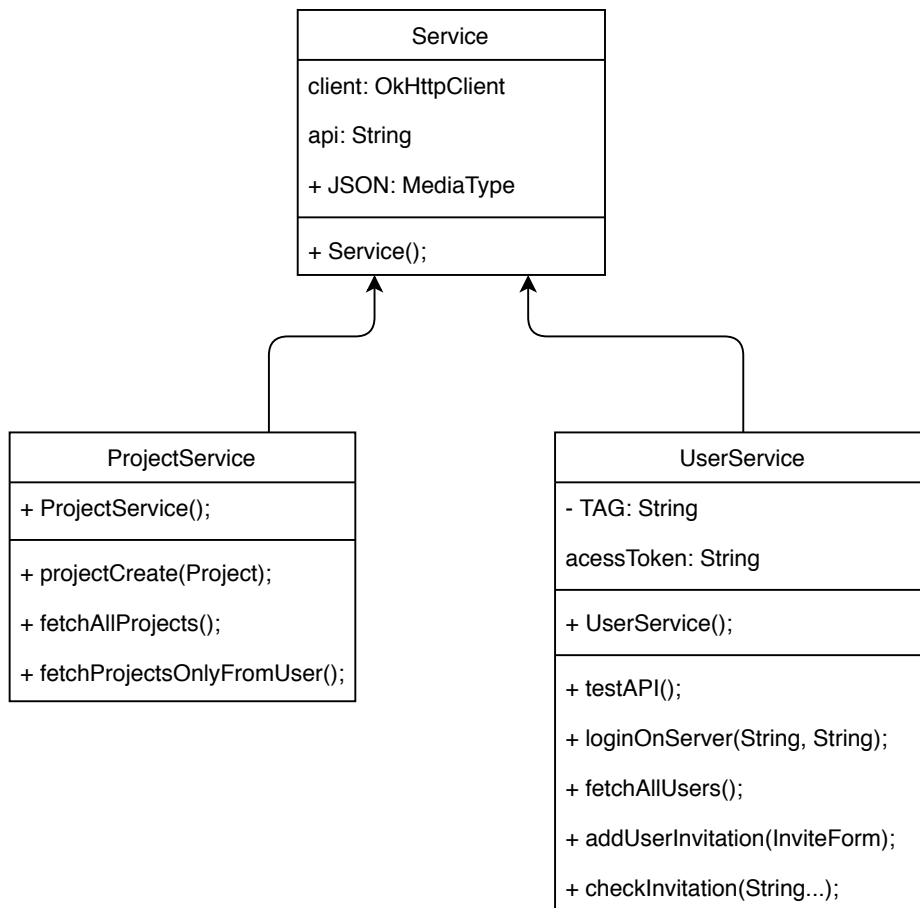 Service
client: OkHttpClient
api: String
+ JSON: MediaType
+ Service();
ProjectService
+ ProjectService();
+ projectCreate(Project);
+ fetchAllProjects();
+ fetchProjectsOnlyFromUser();
UserService
- TAG: String
acessToken: String
+ UserService();
+ testAPI();
+ loginOnServer(String, String);
+ fetchAllUsers();
+ addUserInvitation(InviteForm);
+ checkInvitation(String...);